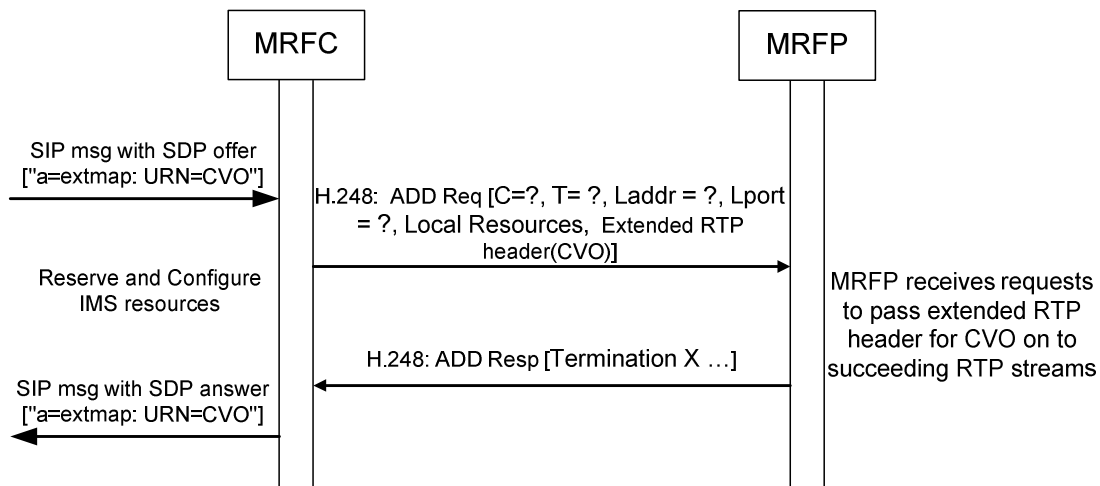 MRFC
MRFP
SIP msg with SDP offer
["a=extmap: URN=CVO"]
H.248: ADD Req [C=?, T= ?, Laddr = ?, Lport
= ?, Local Resources, Extended RTP
header(CVO)]
Reserve and Configure
IMS resources
MRFP receives requests
to pass extended RTP
header for CVO on to
succeeding RTP streams
H.248: ADD Resp [Termination X ...]
SIP msg with SDP answer
["a=extmap: URN=CVO"]